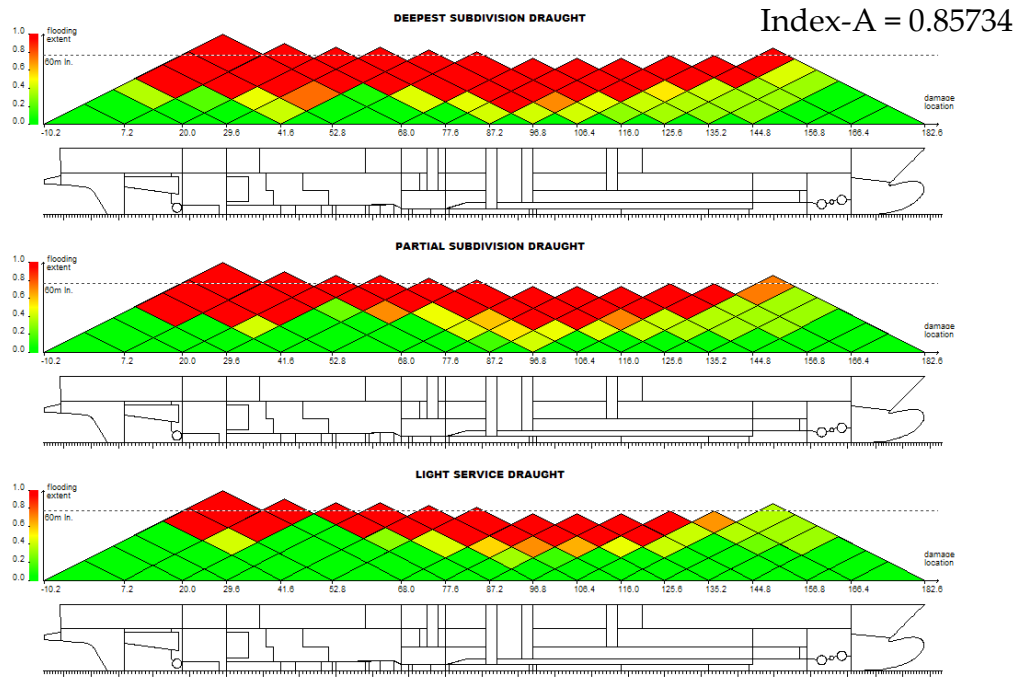 DEEPEST SUBDIVISION DRAUGHT
Index-A = 0.85734
1.0 flooding
extent
0.8
60m ln.
0.6
0.4
0.2
0.0
damage
location
-10.2 7.2 20.0 29.6 41.6 52.8 68.0 77.6 87.2 96.8 106.4 116.0 126.6 135.2 144.8 156.8 166.4 182.6
PARTIAL SUBDIVISION DRAUGHT
1.0 flooding
extent
0.8
60m ln.
0.6
0.4
0.2
0.0
damage
location
-10.2 7.2 20.0 29.6 41.6 52.8 68.0 77.6 87.2 96.8 106.4 116.0 126.6 135.2 144.8 156.8 166.4 182.6
LIGHT SERVICE DRAUGHT
1.0 flooding
extent
0.8
60m ln.
0.6
0.4
0.2
0.0
damage
location
-10.2 7.2 20.0 29.6 41.6 52.8 68.0 77.6 87.2 96.8 106.4 116.0 126.6 135.2 144.8 156.8 166.4 182.6